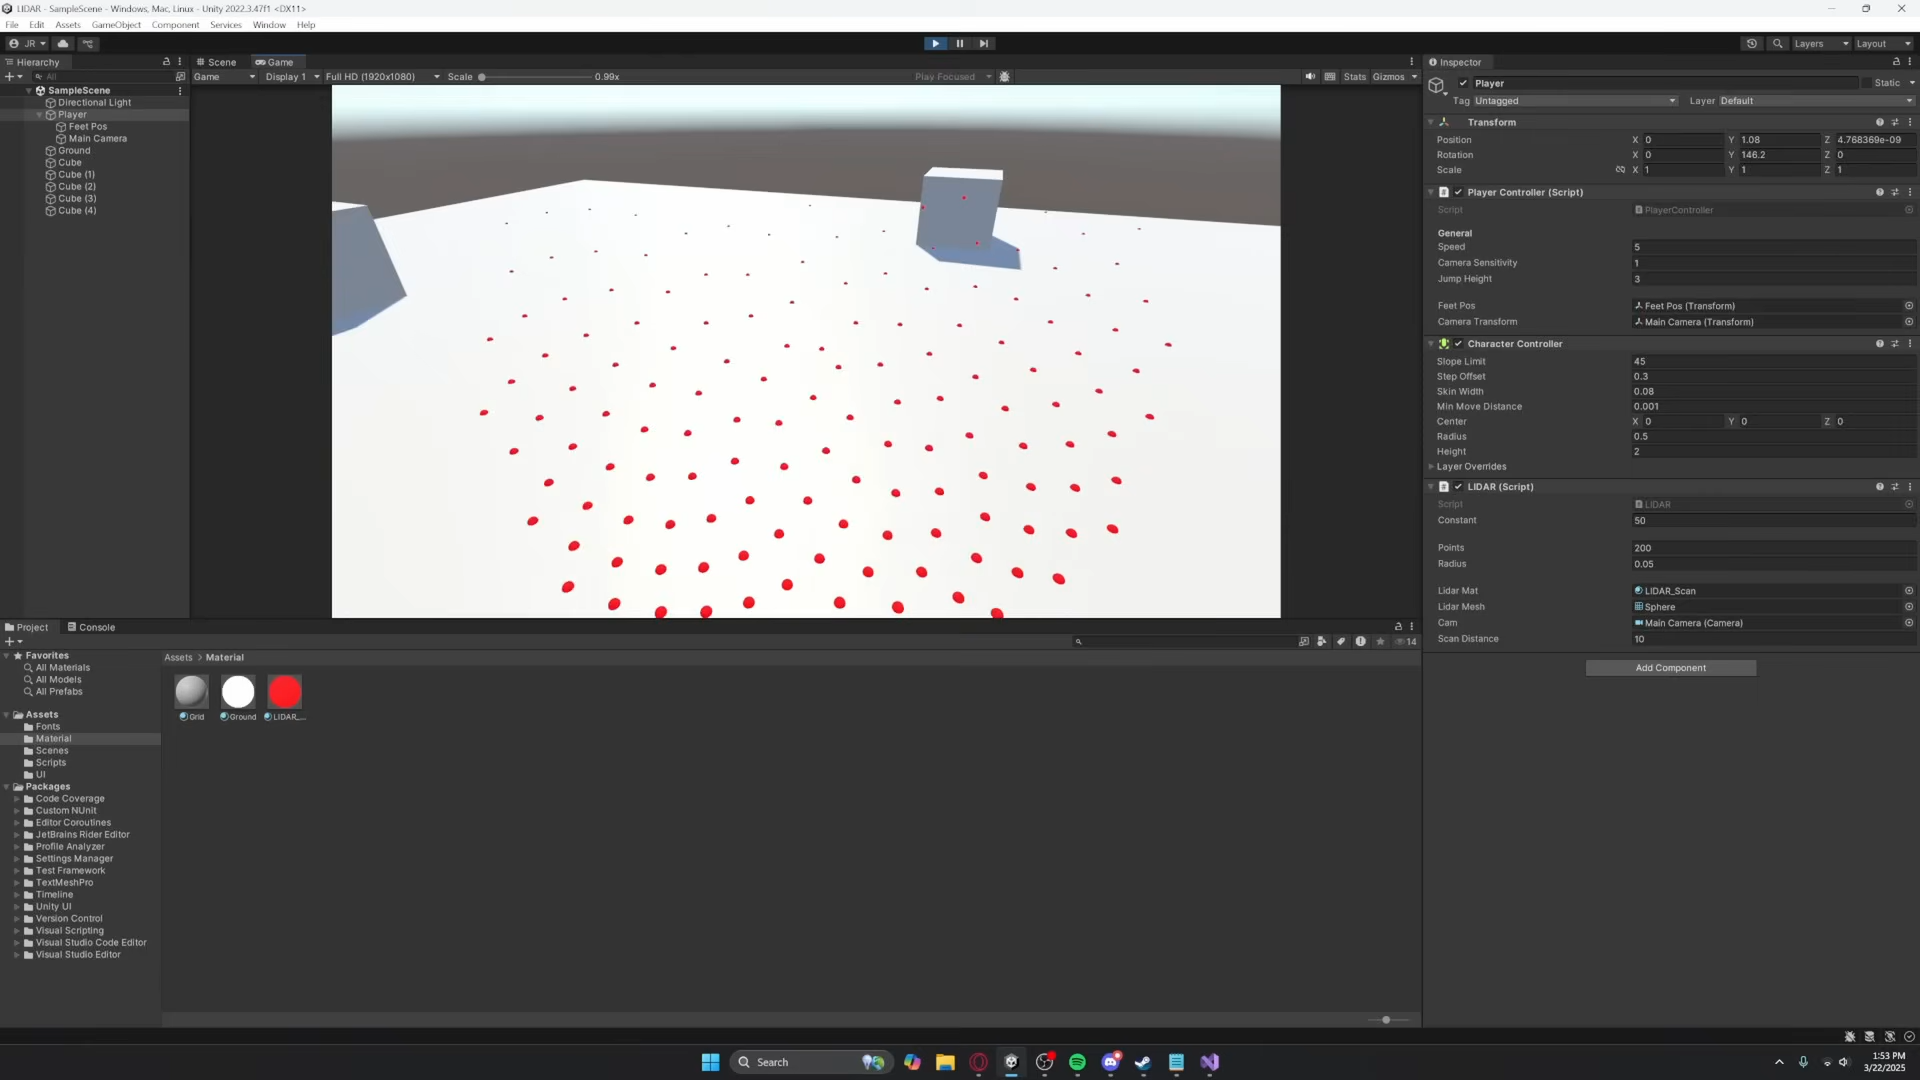 LIDAR - SampleScene - Windows, Mac, Linux - Unity 2022.3.47f1 <DX11>
File Edit Assets GameObject Component Services Window Help
JR
Layers
Layout
Hierarchy
All
SampleScene
Directional Light
Player
Feet Pos
Main Camera
Ground
Cube
Cube (1)
Cube (2)
Cube (3)
Cube (4)
Scene
Game
Game
Display 1
Full HD (1920x1080)
Scale
0.99x
Play Focused
Stats
Gizmos
Project
Console
14
Favorites
All Materials
All Models
All Prefabs
Assets
Fonts
Material
Scenes
Scripts
UI
Packages
Code Coverage
Custom NUnit
Editor Coroutines
JetBrains Rider Editor
Profile Analyzer
Settings Manager
Test Framework
TextMeshPro
Timeline
Unity UI
Version Control
Visual Scripting
Visual Studio Code Editor
Visual Studio Editor
Assets > Material
Grid
Ground
LIDAR_...
Inspector
Player
Static
Tag Untagged
Layer Default
Transform
Position X 0 Y 1.08 Z 4.768369e-09
Rotation X 0 Y 146.2 Z 0
Scale X 1 Y 1 Z 1
Player Controller (Script)
Script PlayerController
General
Speed 5
Camera Sensitivity 1
Jump Height 3
Feet Pos Feet Pos (Transform)
Camera Transform Main Camera (Transform)
Character Controller
Slope Limit 45
Step Offset 0.3
Skin Width 0.08
Min Move Distance 0.001
Center X 0 Y 0 Z 0
Radius 0.5
Height 2
Layer Overrides
LIDAR (Script)
Script LIDAR
Constant 50
Points 200
Radius 0.05
Lidar Mat LIDAR_Scan
Lidar Mesh Sphere
Cam Main Camera (Camera)
Scan Distance 10
Add Component
Search
1:53 PM
3/22/2025